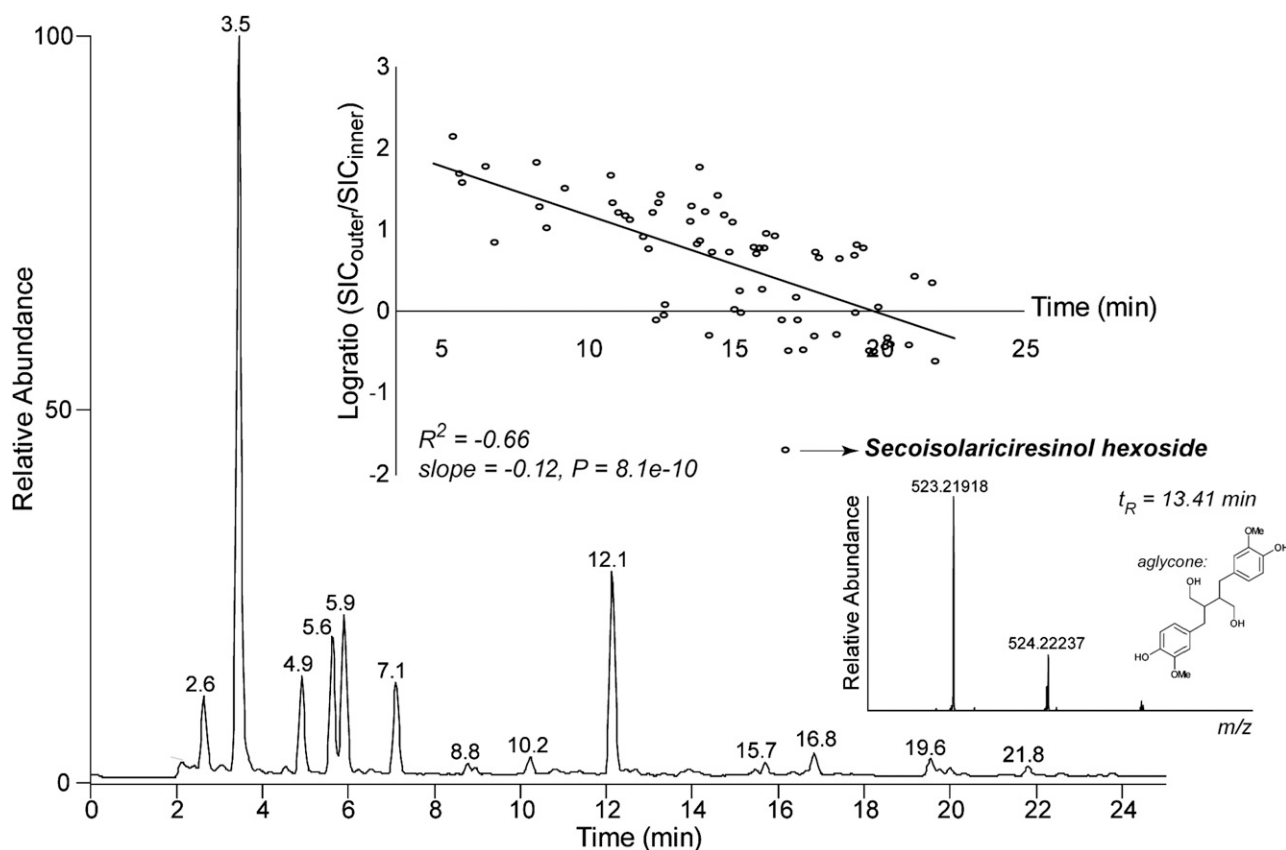 100
50
0
Relative Abundance
3.5
2.6
4.9
5.6
5.9
7.1
8.8
10.2
12.1
15.7
16.8
19.6
21.8
0 2 4 6 8 10 12 14 16 18 20 22 24
Time (min)
3
2
1
0
-1
-2
Logratio (SICouter/SICinner)
5 10 15 20 25
Time (min)
R2 = -0.66
slope = -0.12, P = 8.1e-10
Secoisolariciresinol hexoside
Relative Abundance
523.21918
524.22237
m/z
tR = 13.41 min
aglycone:
OMe
OH
OH
OH
HO
OMe